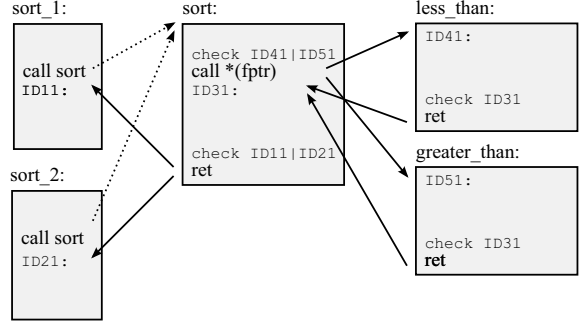 sort_1:
call sort
ID11:
sort_2:
call sort
ID21:
sort:
check ID41|ID51
call *(fptr)
ID31:
check ID11|ID21
ret
less_than:
ID41:
check ID31
ret
greater_than:
ID51:
check ID31
ret